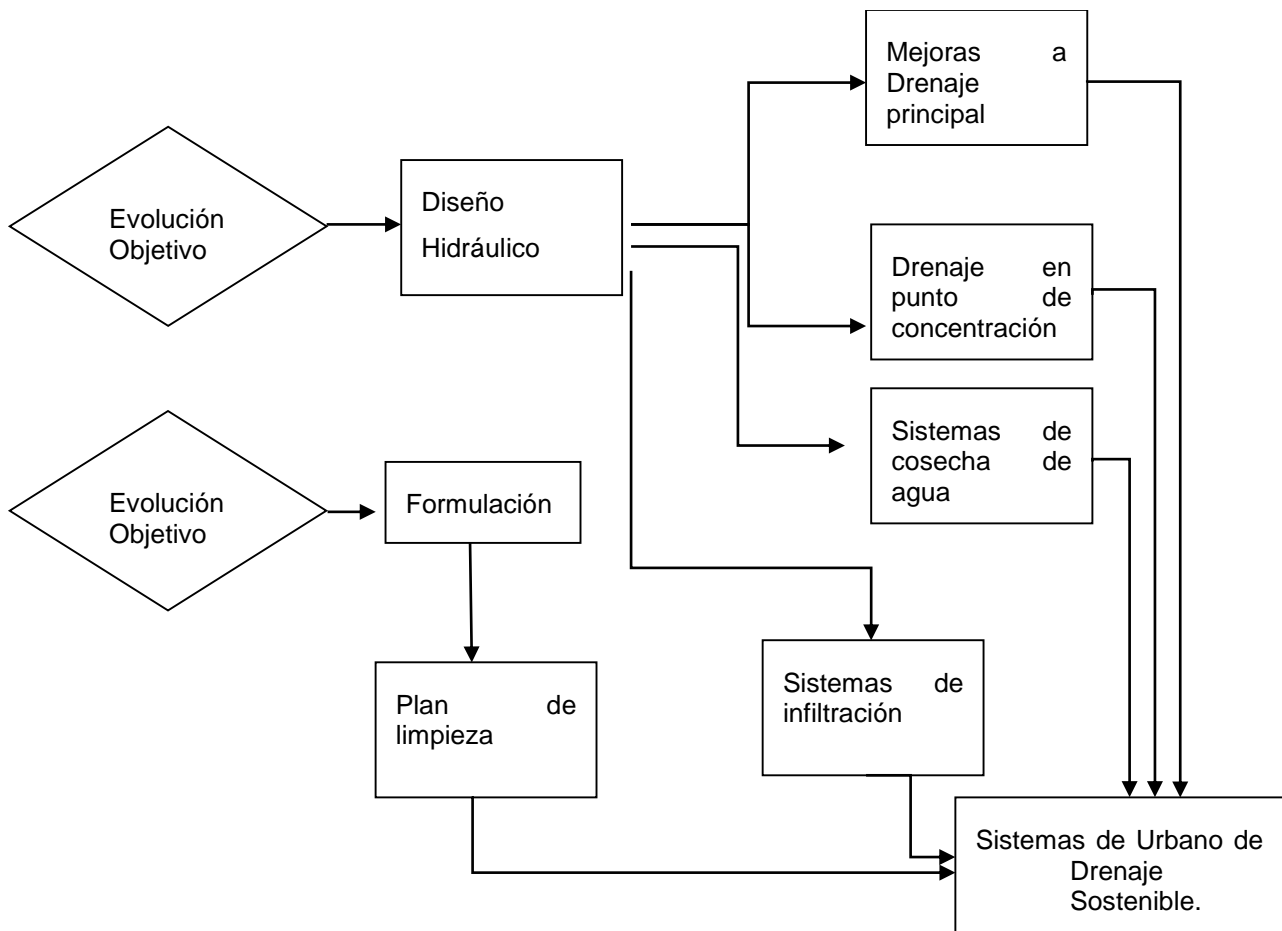 Mejoras a
Drenaje
principal
Evolución
Objetivo
Diseño
Hidráulico
Drenaje en
punto de
concentración
Sistemas de
cosecha de
agua
Evolución
Objetivo
Formulación
Plan de
limpieza
Sistemas de
infiltración
Sistemas de Urbano de
Drenaje
Sostenible.